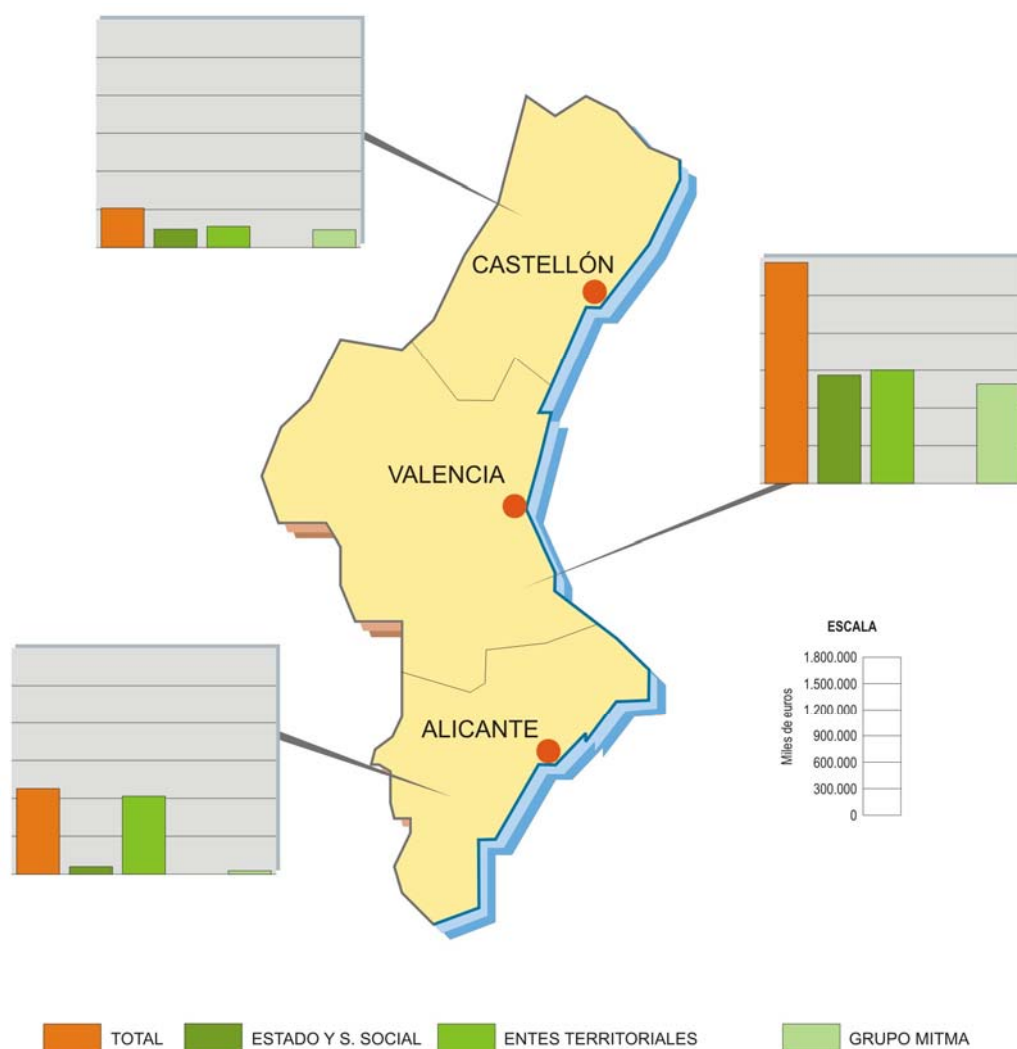 CASTELLÓN
VALENCIA
ALICANTE
ESCALA
Miles de euros
1.800.000
1.500.000
1.200.000
900.000
600.000
300.000
0
TOTAL
ESTADO Y S. SOCIAL
ENTES TERRITORIALES
GRUPO MITMA